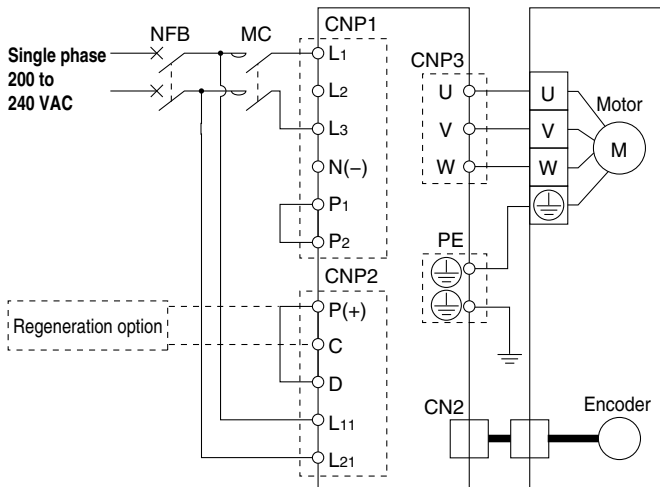 NFB
MC
Single phase
200 to
240 VAC
CNP1
L1
L2
L3
N(−)
P1
P2
CNP2
P(+)
C
D
L11
L21
Regeneration option
CNP3
U
V
W
PE
CN2
U
V
W
Motor
M
Encoder